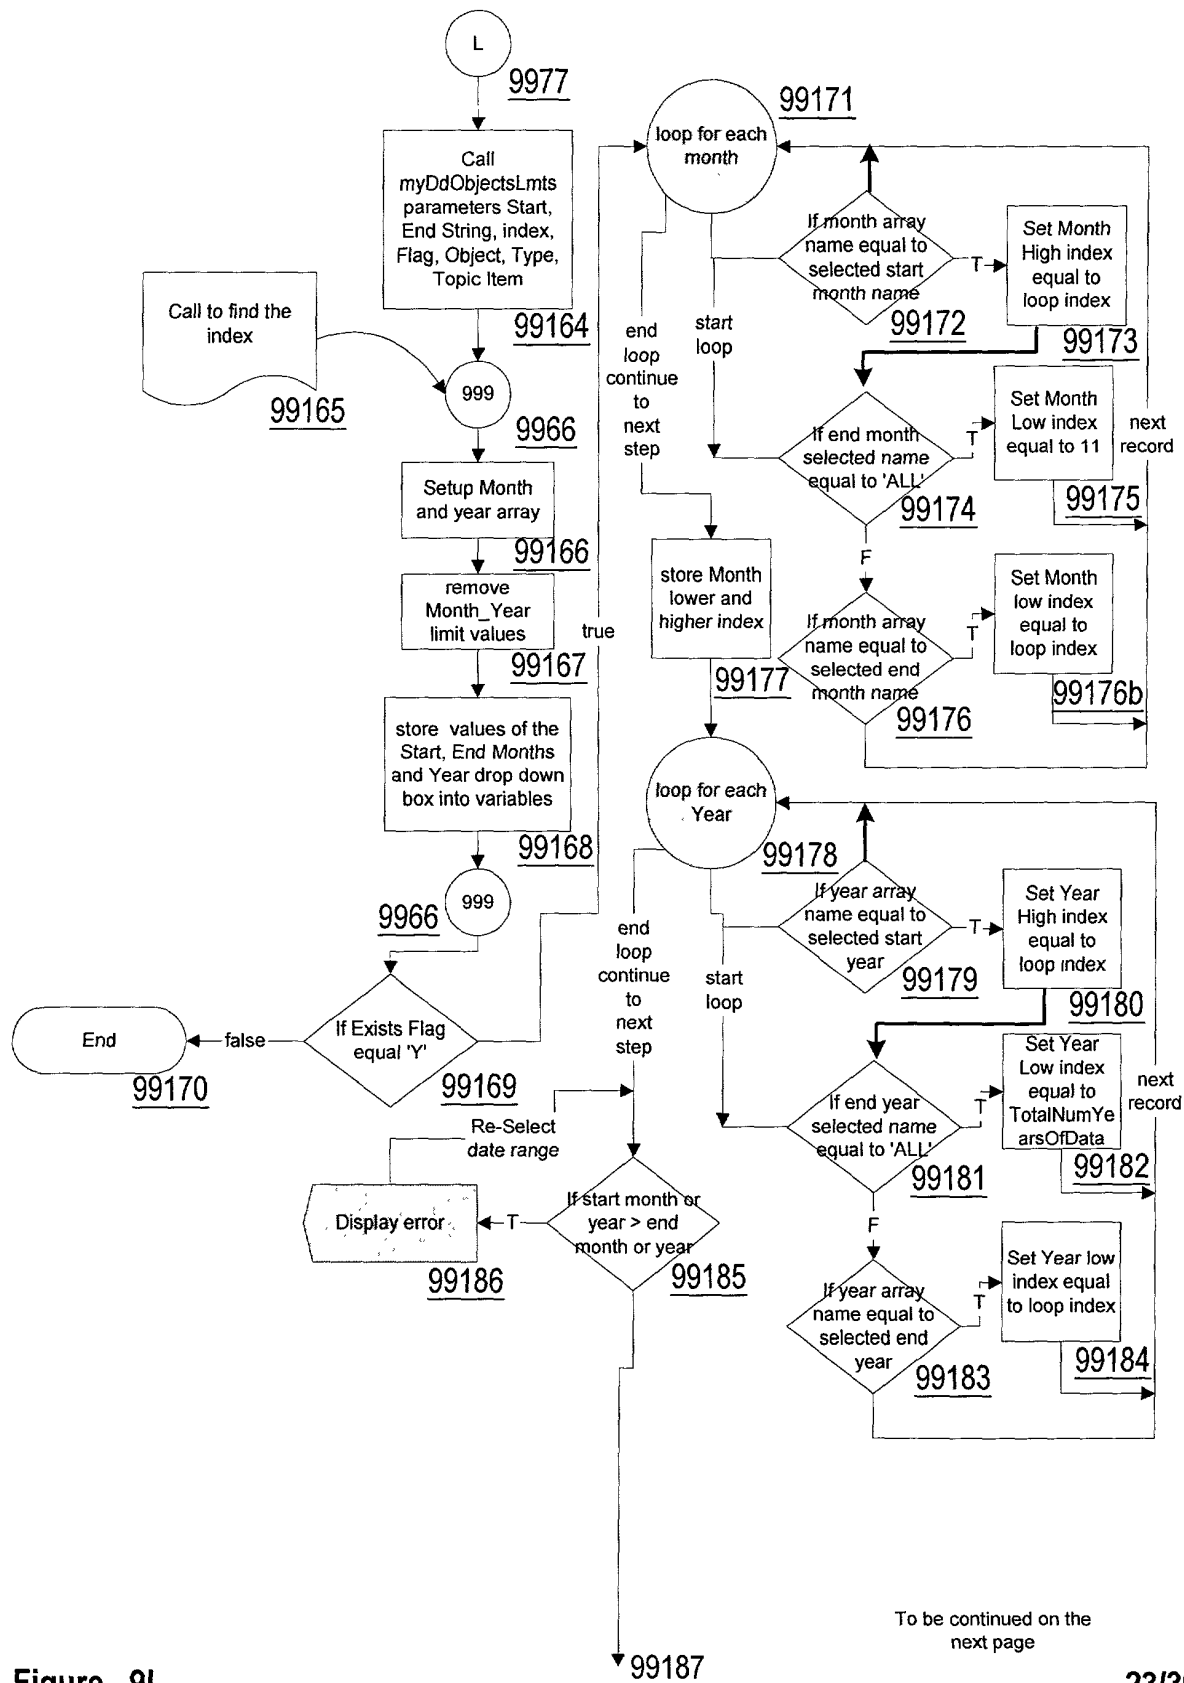 L
9977
Call
myDdObjectsLmts
parameters Start,
End String, index,
Flag, Object, Type,
Topic Item
99164
Call to find the
index
99165
999
9966
Setup Month
and year array
99166
remove
Month_Year
limit values
99167
store values of the
Start, End Months
and Year drop down
box into variables
99168
999
9966
If Exists Flag
equal 'Y'
99169
false
End
99170
true
loop for each
month
99171
end
loop
continue
to
next
step
start
loop
If month array
name equal to
selected start
month name
99172
T
Set Month
High index
equal to
loop index
99173
If end month
selected name
equal to 'ALL'
99174
T
Set Month
Low index
equal to 11
99175
next
record
F
If month array
name equal to
selected end
month name
99176
T
Set Month
low index
equal to
loop index
99176b
store Month
lower and
higher index
99177
loop for each
Year
99178
end
loop
continue
to
next
step
start
loop
If year array
name equal to
selected start
year
99179
T
Set Year
High index
equal to
loop index
99180
If end year
selected name
equal to 'ALL'
99181
T
Set Year
Low index
equal to
TotalNumYe
arsOfData
99182
next
record
F
If year array
name equal to
selected end
year
99183
T
Set Year low
index equal
to loop index
99184
Re-Select
date range
If start month or
year > end
month or year
99185
T
Display error
99186
99187
To be continued on the
next page
Figure